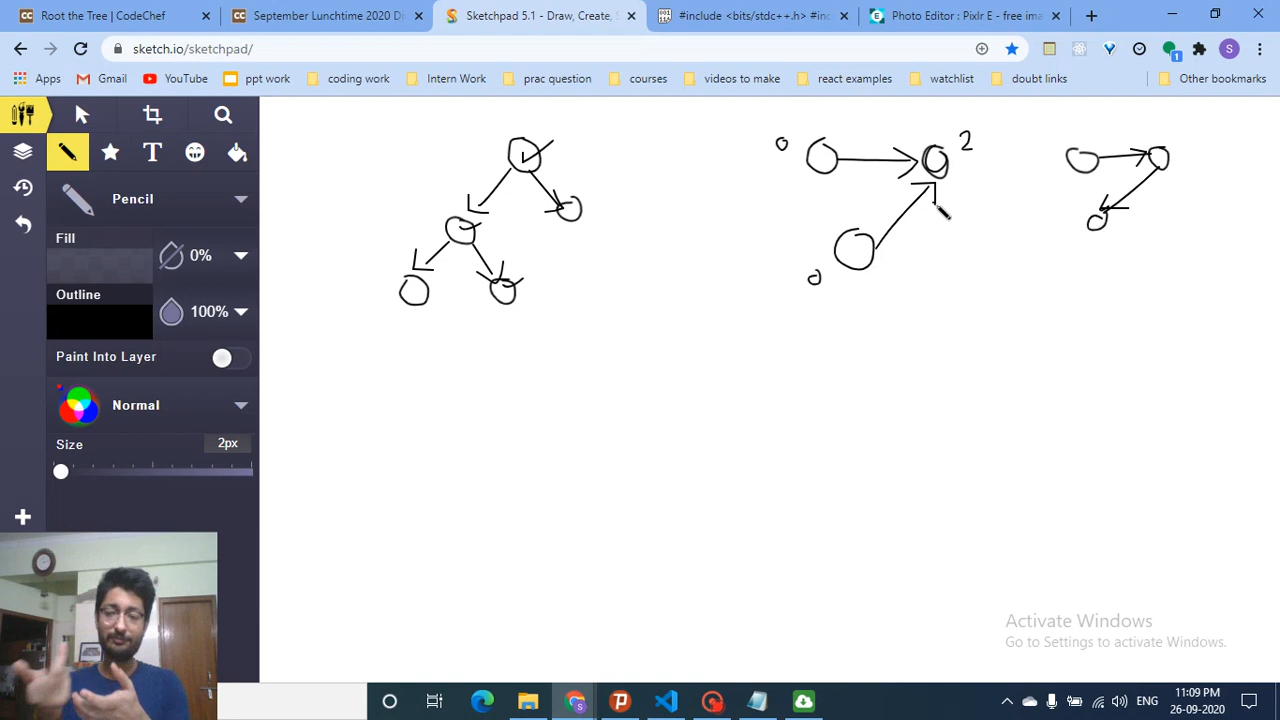 Root the Tree | CodeChef
September Lunchtime 2020 Di
Sketchpad 5.1 - Draw, Create, S
#include <bits/stdc++.h> #inc
Photo Editor : Pixlr E - free ima
sketch.io/sketchpad/
S
1
Apps
Gmail
YouTube
ppt work
coding work
Intern Work
prac question
courses
videos to make
react examples
watchlist
doubt links
Other bookmarks
Pencil
Fill
0%
Outline
100%
Paint Into Layer
Normal
Size
2px
0
2
0
Activate Windows
Go to Settings to activate Windows.
ENG
11:09 PM
26-09-2020